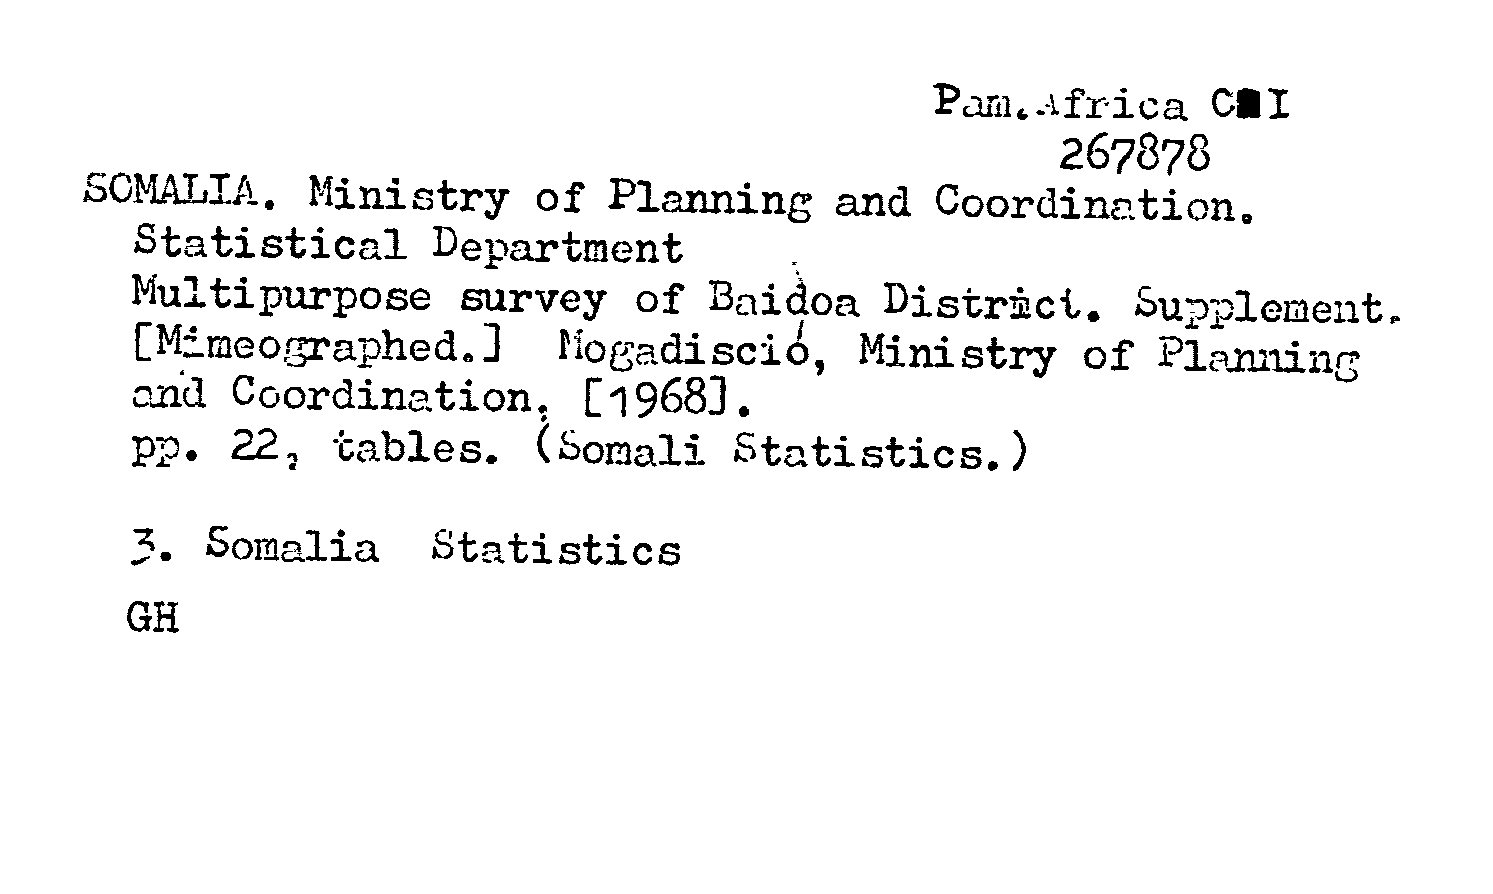 Pam.Africa C■I
267878
SOMALIA. Ministry of Planning and Coordination.
Statistical Department
Multipurpose survey of Baidoa District. Supplement.
[Mimeographed.] Mogadisció, Ministry of Planning
and Coordination, [1968].
pp. 22, tables. (Somali Statistics.)
3. Somalia Statistics
GH